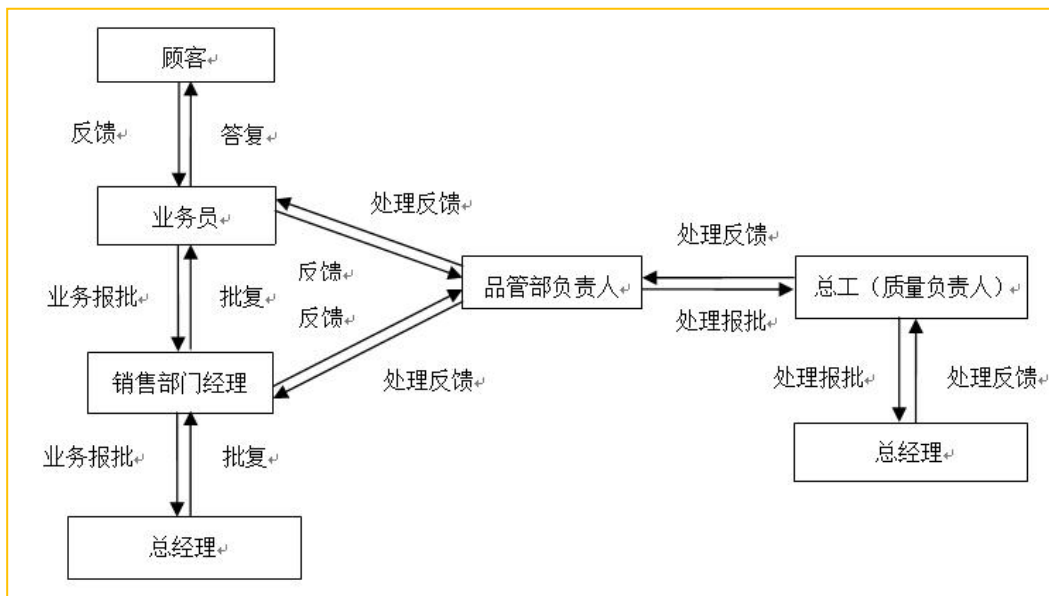 顾客
反馈
答复
业务员
处理反馈
处理反馈
反馈
品管部负责人
总工（质量负责人）
业务报批
批复
反馈
处理报批
销售部门经理
处理反馈
处理报批
处理反馈
业务报批
批复
总经理
总经理